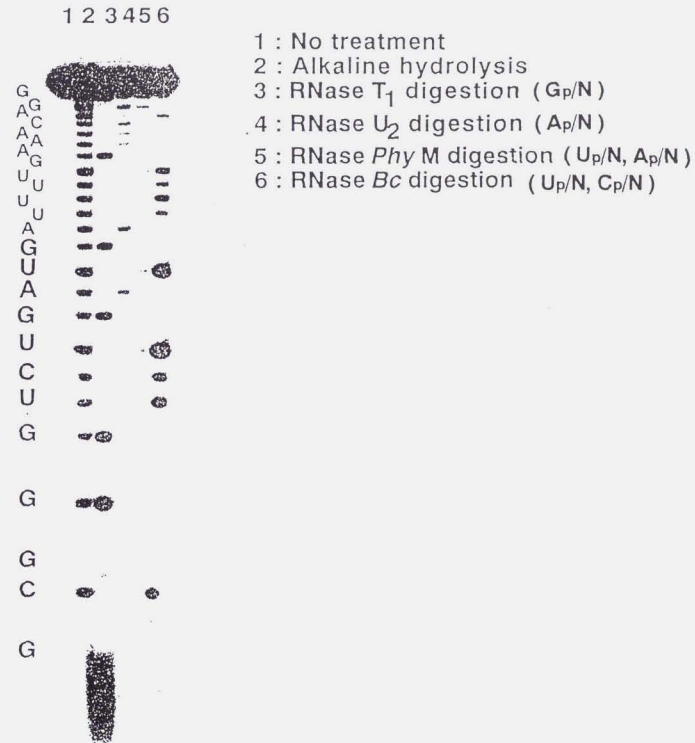 1 2 3 4 5 6
1 : No treatment
2 : Alkaline hydrolysis
3 : RNase T1 digestion (Gp/N)
4 : RNase U2 digestion (Ap/N)
5 : RNase Phy M digestion (Up/N, Ap/N)
6 : RNase Bc digestion (Up/N, Cp/N)
G
G
A
C
A
A
A
G
U
U
U
U
A
G
U
A
G
U
C
U
G
G
G
C
G